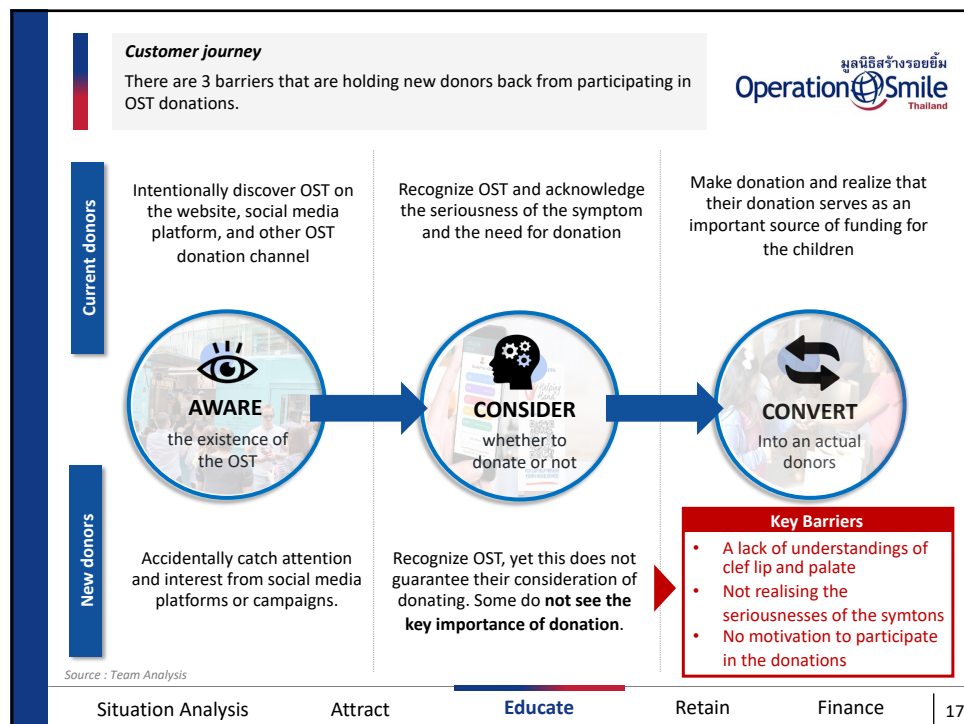 Customer journey
There are 3 barriers that are holding new donors back from participating in
OST donations.
มูลนิธิสร้างรอยยิ้ม
Operation Smile
Thailand
Current donors
Intentionally discover OST on
the website, social media
platform, and other OST
donation channel
Recognize OST and acknowledge
the seriousness of the symptom
and the need for donation
Make donation and realize that
their donation serves as an
important source of funding for
the children
AWARE
the existence of
the OST
CONSIDER
whether to
donate or not
CONVERT
Into an actual
donors
New donors
Accidentally catch attention
and interest from social media
platforms or campaigns.
Recognize OST, yet this does not
guarantee their consideration of
donating. Some do not see the
key importance of donation.
Key Barriers
• A lack of understandings of
clef lip and palate
• Not realising the
seriousnesses of the symtons
• No motivation to participate
in the donations
Source : Team Analysis
Situation Analysis
Attract
Educate
Retain
Finance
17